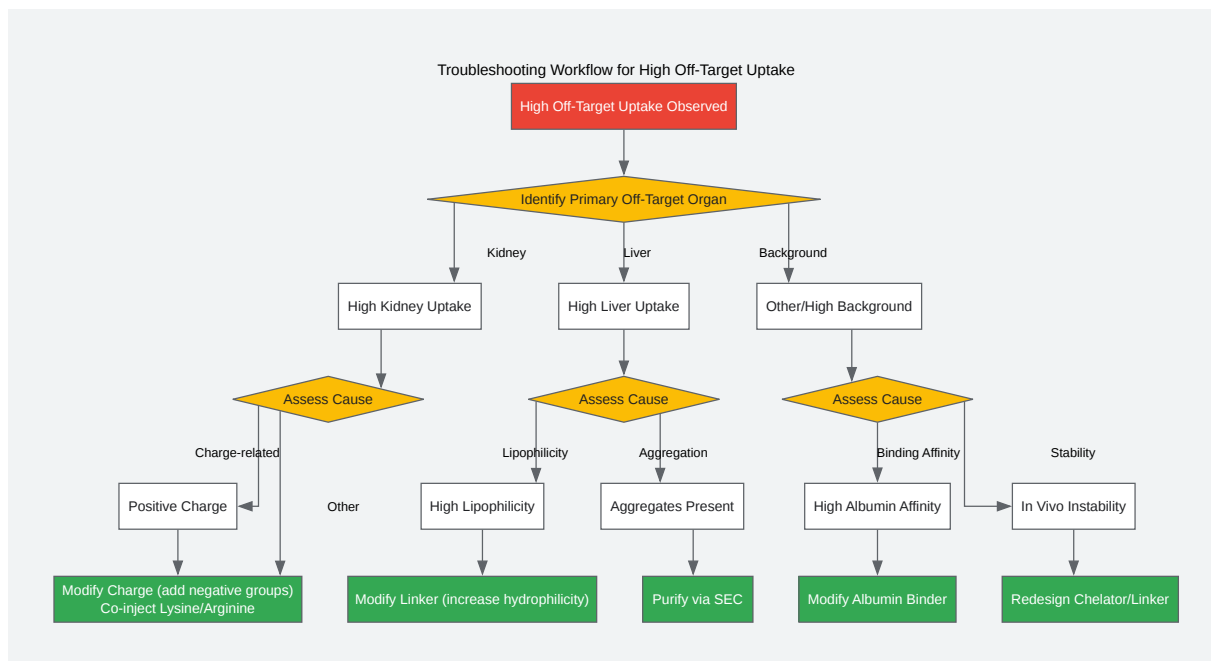 Troubleshooting Workflow for High Off-Target Uptake
High Off-Target Uptake Observed
Identify Primary Off-Target Organ
Kidney
Liver
Background
High Kidney Uptake
High Liver Uptake
Other/High Background
Assess Cause
Assess Cause
Assess Cause
Charge-related
Lipophilicity
Aggregation
Binding Affinity
Stability
Positive Charge
Other
High Lipophilicity
Aggregates Present
High Albumin Affinity
In Vivo Instability
Modify Charge (add negative groups)
Co-inject Lysine/Arginine
Modify Linker (increase hydrophilicity)
Purify via SEC
Modify Albumin Binder
Redesign Chelator/Linker